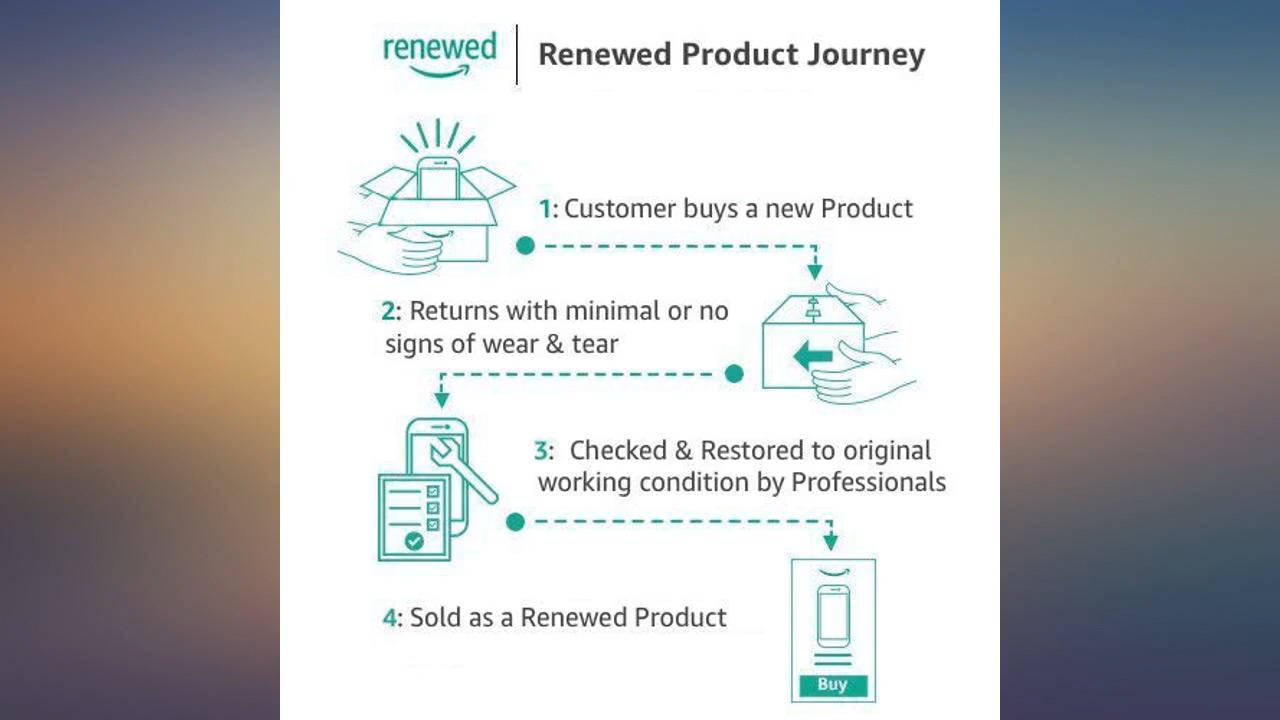 renewed
Renewed Product Journey
1: Customer buys a new Product
2: Returns with minimal or no
signs of wear & tear
3: Checked & Restored to original
working condition by Professionals
4: Sold as a Renewed Product
Buy